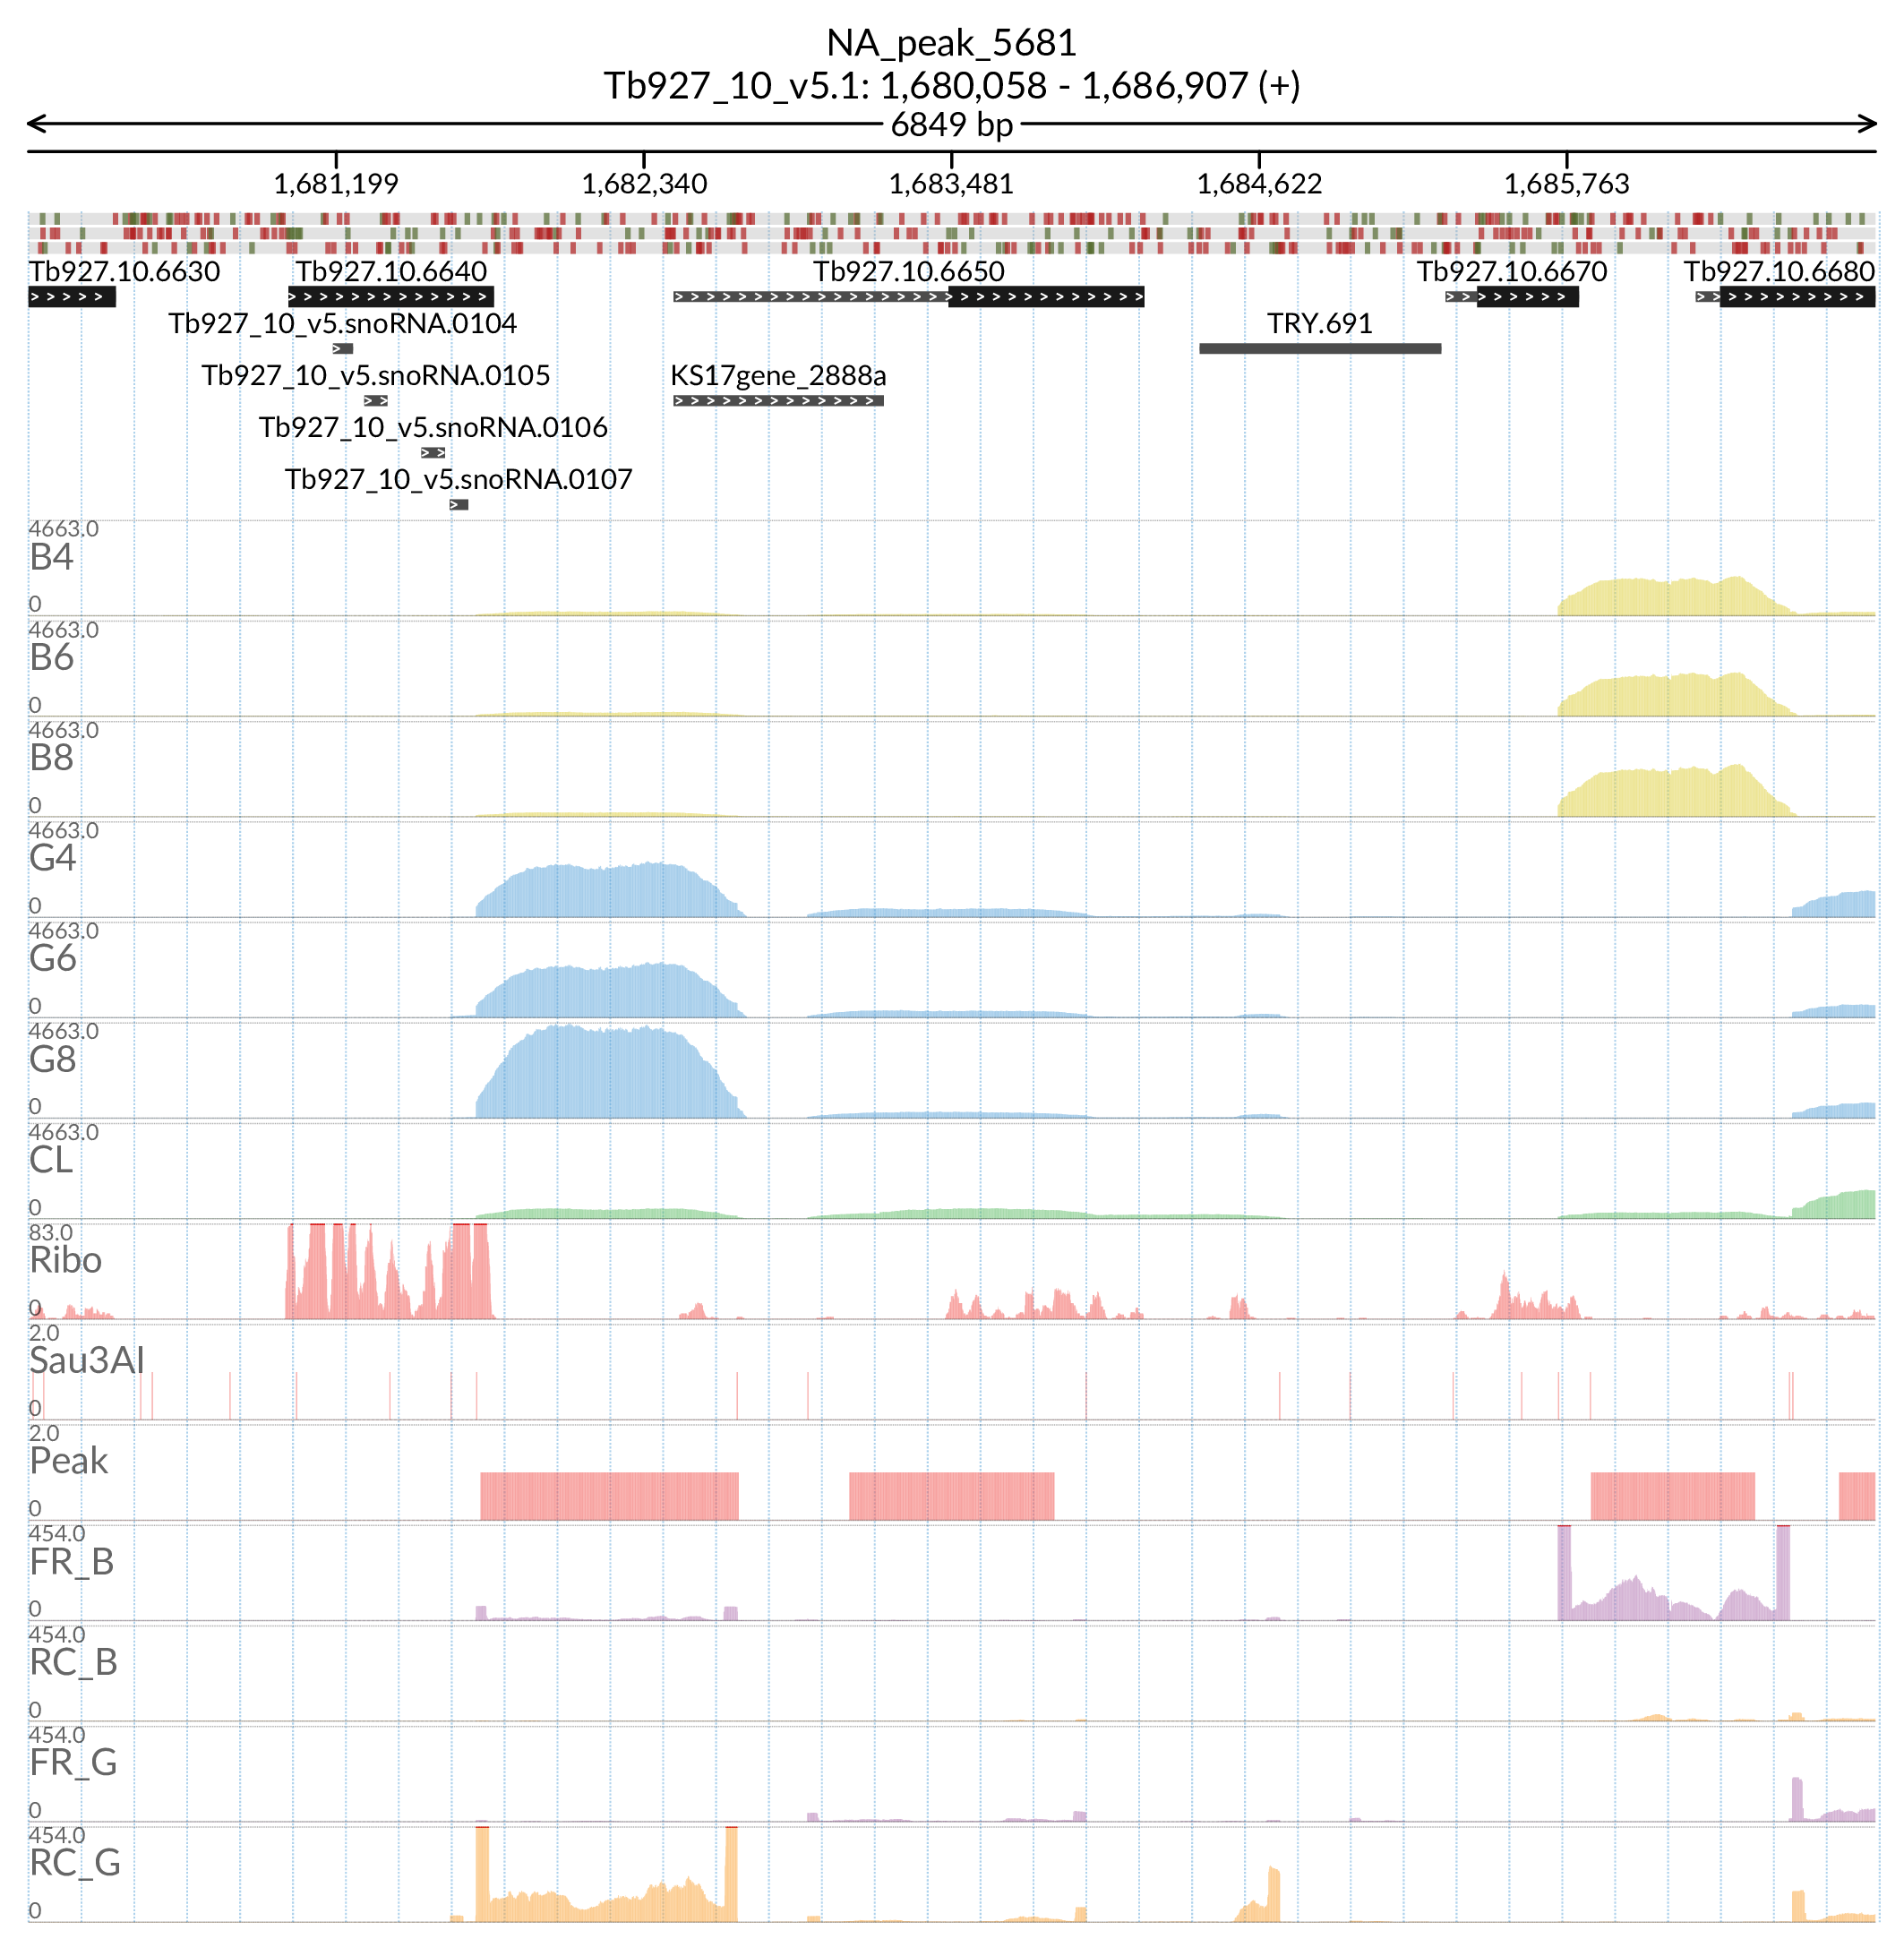 NA_peak_5681
Tb927_10_v5.1: 1,680,058 - 1,686,907 (+)
6849 bp
1,681,199 1,682,340 1,683,481 1,684,622 1,685,763
Tb927.10.6630 Tb927.10.6640 Tb927.10.6650 Tb927.10.6670 Tb927.10.6680
Tb927_10_v5.snoRNA.0104 TRY.691
Tb927_10_v5.snoRNA.0105 KS17gene_2888a
Tb927_10_v5.snoRNA.0106
Tb927_10_v5.snoRNA.0107
4663.0
B4
0
4663.0
B6
0
4663.0
B8
0
4663.0
G4
0
4663.0
G6
0
4663.0
G8
0
4663.0
CL
0
83.0
Ribo
0
2.0
Sau3AI
0
2.0
Peak
0
454.0
FR_B
0
454.0
RC_B
0
454.0
FR_G
0
454.0
RC_G
0